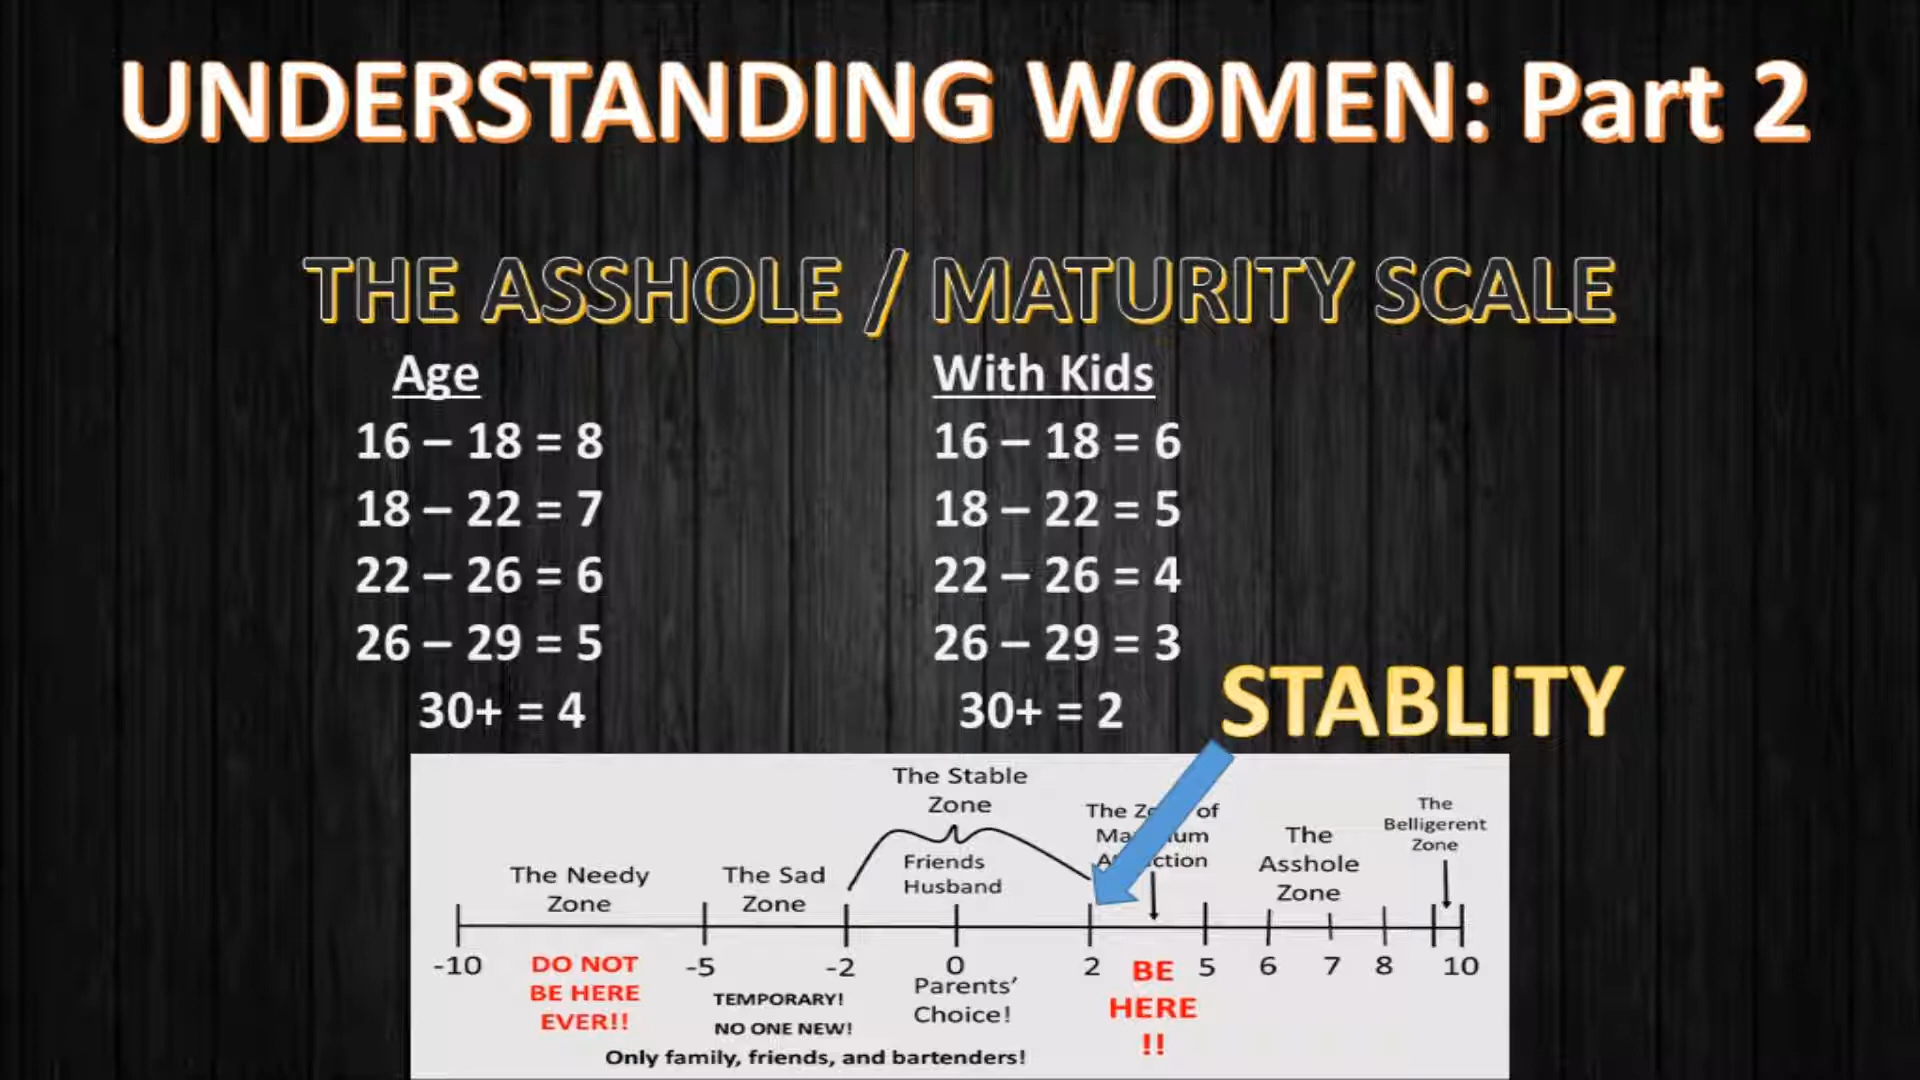 UNDERSTANDING WOMEN: Part 2
THE ASSHOLE / MATURITY SCALE
Age
16 – 18 = 8
18 – 22 = 7
22 – 26 = 6
26 – 29 = 5
30+ = 4
With Kids
16 – 18 = 6
18 – 22 = 5
22 – 26 = 4
26 – 29 = 3
30+ = 2
STABLITY
The Stable
Zone
Friends
Husband
The Needy
Zone
The Sad
Zone
The of
The
Asshole
Zone
The
Belligerent
Zone
-10 -5 -2 0 2 5 6 7 8 10
DO NOT
BE HERE
EVER!!
TEMPORARY!
NO ONE NEW!
Only family, friends, and bartenders!
Parents’
Choice!
BE
HERE
!!